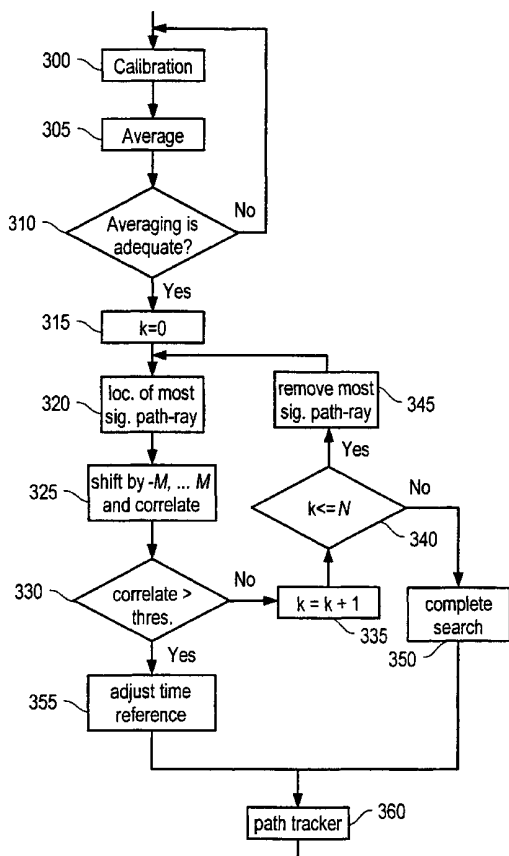 300
Calibration
305
Average
310
Averaging is
adequate?
No
Yes
315
k=0
320
loc. of most
sig. path-ray
remove most
sig. path-ray
345
Yes
325
shift by -M, ... M
and correlate
k<=N
No
340
330
correlate >
thres.
No
k = k + 1
335
complete
search
350
Yes
355
adjust time
reference
path tracker
360